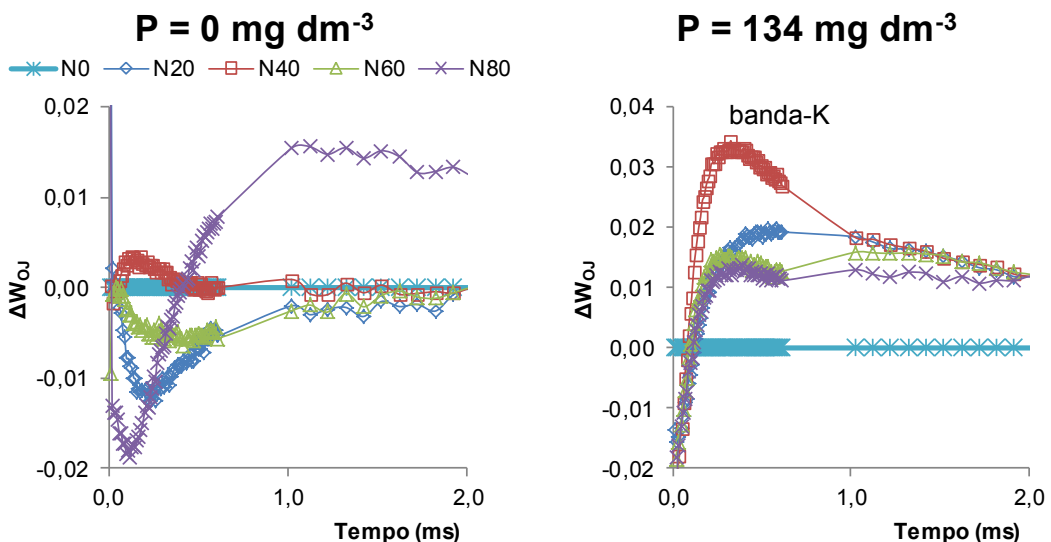 P = 0 mg dm-3
P = 134 mg dm-3
N0 N20 N40 N60 N80
banda-K
ΔWOJ
0,02
0,01
0,00
-0,01
-0,02
0,0 1,0 2,0
Tempo (ms)
ΔWOJ
0,04
0,03
0,02
0,01
0,00
-0,01
-0,02
0,0 1,0 2,0
Tempo (ms)